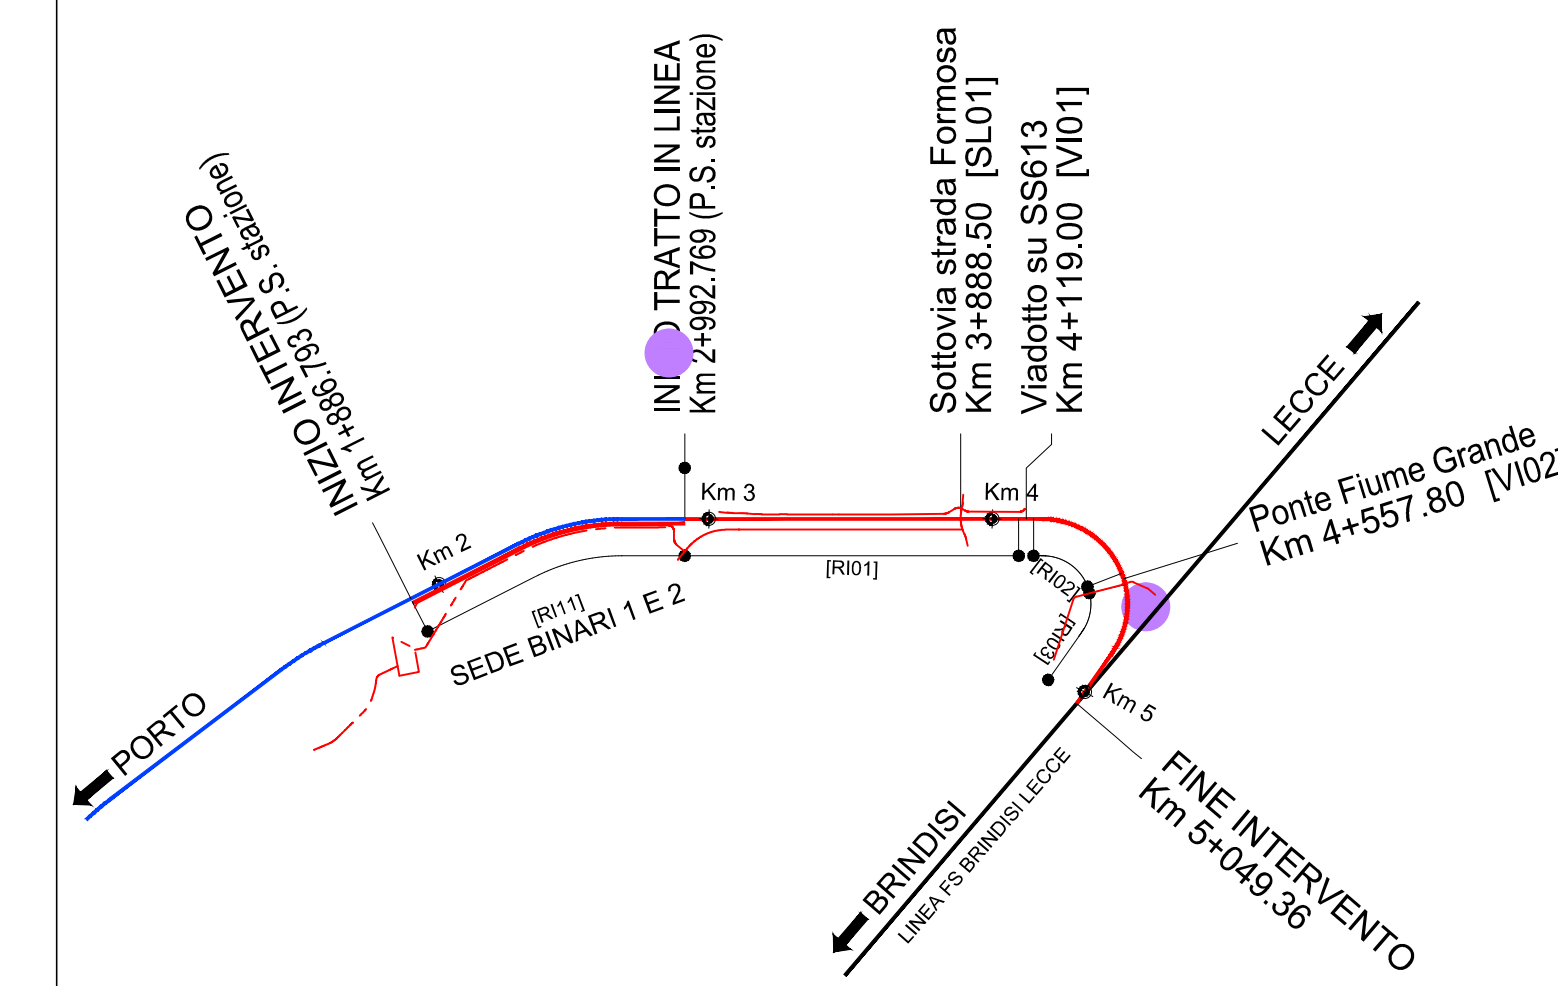 INIZIO INTERVENTO
Km 1+886.793 (P.S. stazione)
TRATTO IN LINEA
Km 2+992.769 (P.S. stazione)
Sottovia strada Formosa
Km 3+888.50 [SL01]
Viadotto su SS613
Km 4+119.00 [VI01]
LECCE
Ponte Fiume Grande
Km 4+557.80
Km 2
Km 3
Km 4
[RI01]
[RI02]
[RI03]
[RI11]
SEDE BINARI 1 E 2
PORTO
Km 5
BRINDISI
LINEA FS BRINDISI LECCE
FINE INTERVENTO
Km 5+049.36